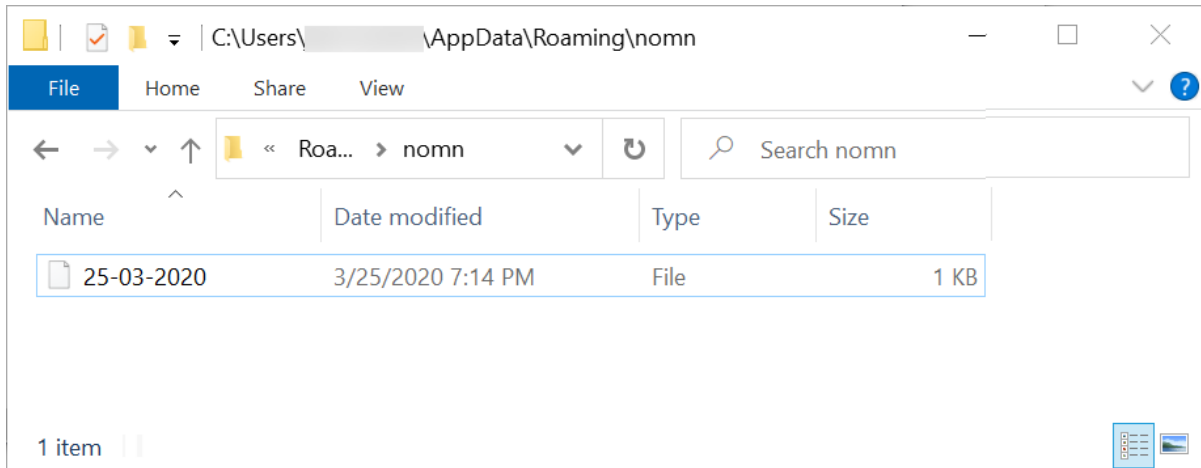 C:\Users\ \AppData\Roaming\nomn
File Home Share View
?
« Roa... > nomn Search nomn
Name Date modified Type Size
25-03-2020 3/25/2020 7:14 PM File 1 KB
1 item